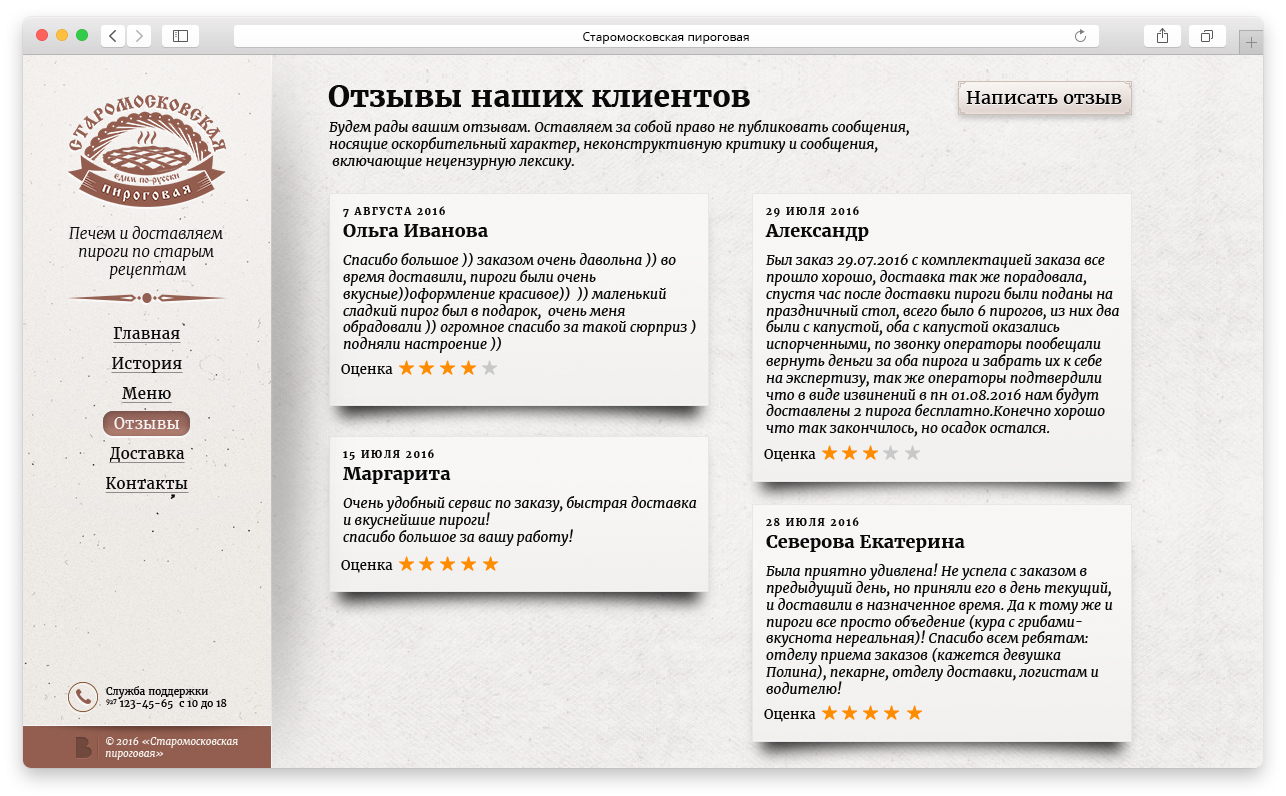 Старомосковская пироговая
СТАРОМОСКОВСКАЯ
едим по-русски
ПИРОГОВАЯ
Печем и доставляем
пироги по старым
рецептам
Главная
История
Меню
Отзывы
Доставка
Контакты
Служба поддержки
927 123-45-65 с 10 до 18
© 2016 «Старомосковская
пироговая»
Отзывы наших клиентов
Написать отзыв
Будем рады вашим отзывам. Оставляем за собой право не публиковать сообщения,
носящие оскорбительный характер, неконструктивную критику и сообщения,
включающие нецензурную лексику.
7 АВГУСТА 2016
Ольга Иванова
Спасибо большое )) заказом очень давольна )) во
время доставили, пироги были очень
вкусные))оформление красивое)) )) маленький
сладкий пирог был в подарок, очень меня
обрадовали )) огромное спасибо за такой сюрприз )
подняли настроение ))
Оценка
15 ИЮЛЯ 2016
Маргарита
Очень удобный сервис по заказу, быстрая доставка
и вкуснейшие пироги!
спасибо большое за вашу работу!
Оценка
29 ИЮЛЯ 2016
Александр
Был заказ 29.07.2016 с комплектацией заказа все
прошло хорошо, доставка так же порадовала,
спустя час после доставки пироги были поданы на
праздничный стол, всего было 6 пирогов, из них два
были с капустой, оба с капустой оказались
испорченными, по звонку операторы пообещали
вернуть деньги за оба пирога и забрать их к себе
на экспертизу, так же операторы подтвердили
что в виде извинений в пн 01.08.2016 нам будут
доставлены 2 пирога бесплатно.Конечно хорошо
что так закончилось, но осадок остался.
Оценка
28 ИЮЛЯ 2016
Северова Екатерина
Была приятно удивлена! Не успела с заказом в
предыдущий день, но приняли его в день текущий,
и доставили в назначенное время. Да к тому же и
пироги все просто объедение (кура с грибами-
вкуснота нереальная)! Спасибо всем ребятам:
отделу приема заказов (кажется девушка
Полина), пекарне, отделу доставки, логистам и
водителю!
Оценка